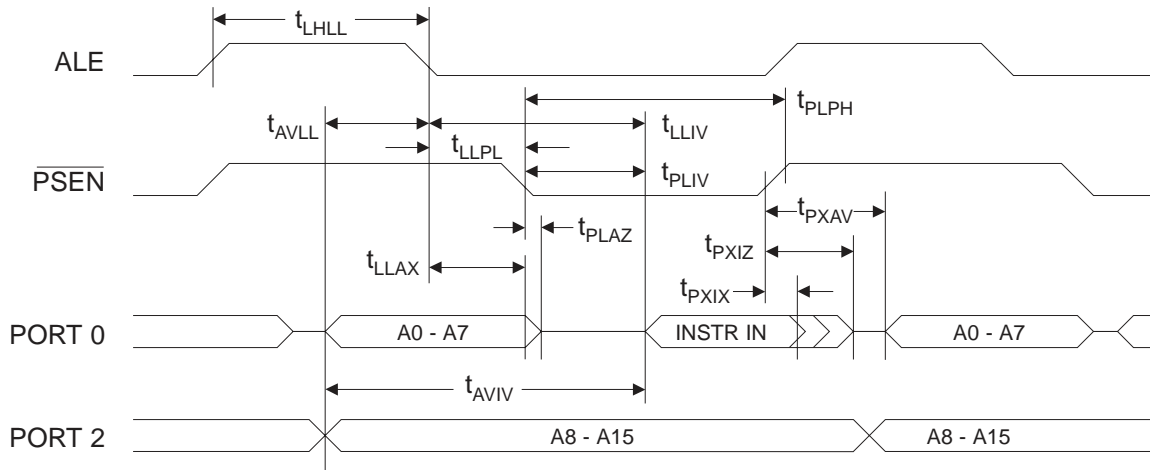 tLHLL
ALE
tPLPH
tAVLL
tLLIV
tLLPL
PSEN
tPLIV
tPXAV
tPLAZ
tPXIZ
tLLAX
tPXIX
PORT 0
A0 - A7
INSTR IN
A0 - A7
tAVIV
PORT 2
A8 - A15
A8 - A15